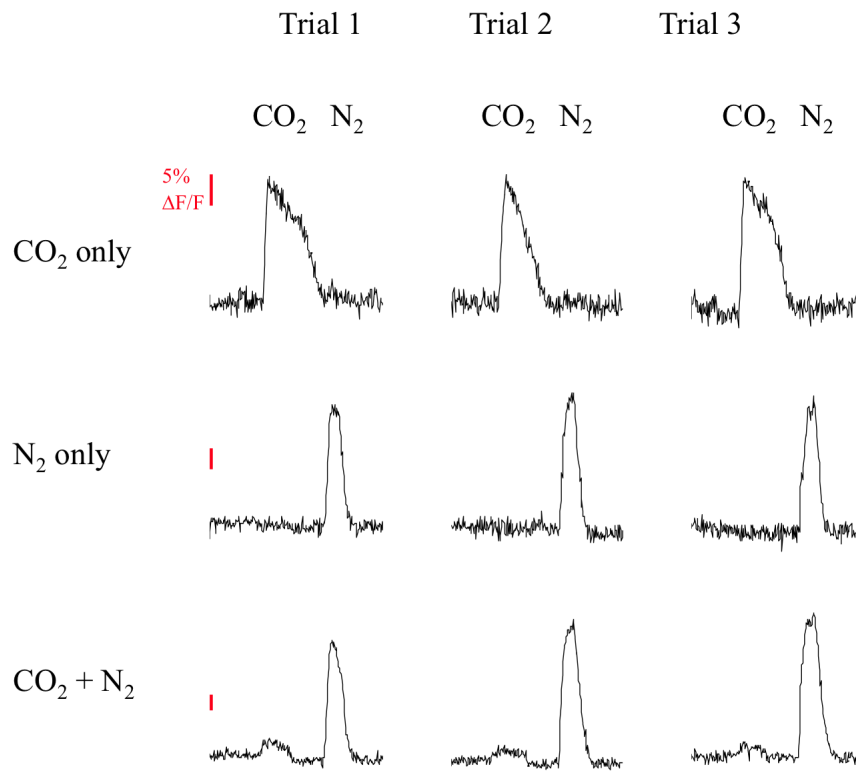 Trial 1 Trial 2 Trial 3
CO₂ N₂ CO₂ N₂ CO₂ N₂
5%
ΔF/F
CO₂ only
N₂ only
CO₂ + N₂